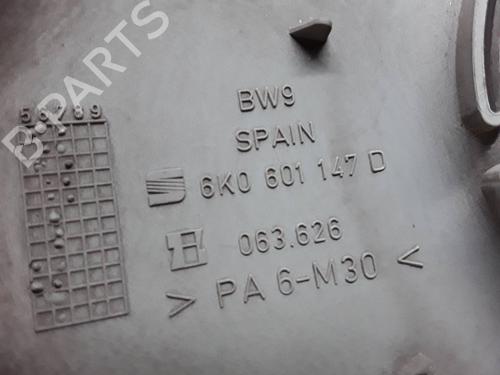 B-PARTS
BW9
56789
SPAIN
6K0 601 147 D
063.626
> PA 6-M30 <